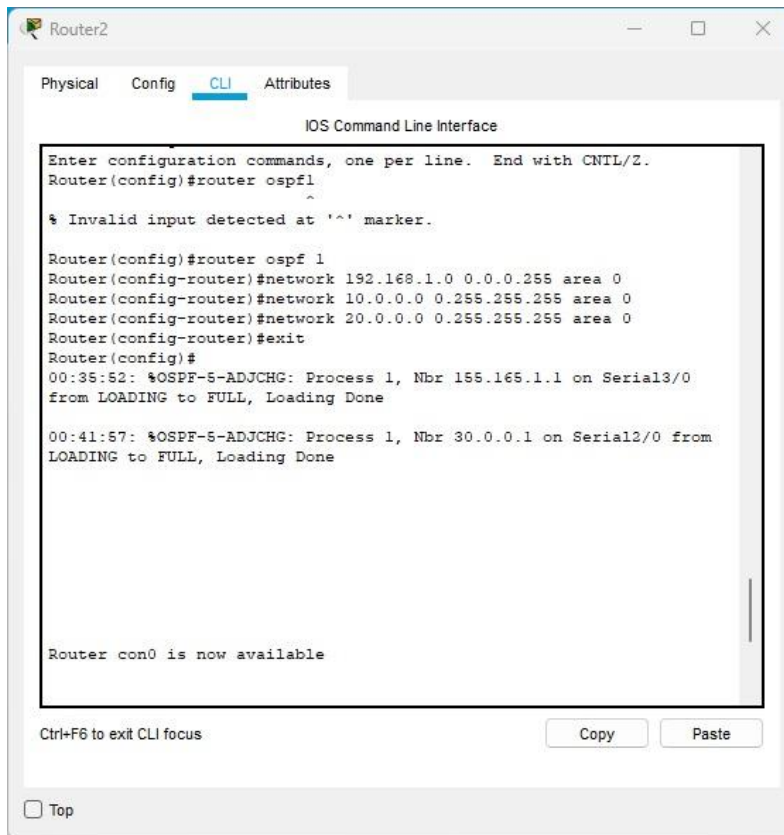 Router2
Physical Config CLI Attributes
IOS Command Line Interface
Enter configuration commands, one per line. End with CNTL/Z.
Router(config)#router ospf1
^
% Invalid input detected at '^' marker.
Router(config)#router ospf 1
Router(config-router)#network 192.168.1.0 0.0.0.255 area 0
Router(config-router)#network 10.0.0.0 0.255.255.255 area 0
Router(config-router)#network 20.0.0.0 0.255.255.255 area 0
Router(config-router)#exit
Router(config)#
00:35:52: %OSPF-5-ADJCHG: Process 1, Nbr 155.165.1.1 on Serial3/0
from LOADING to FULL, Loading Done
00:41:57: %OSPF-5-ADJCHG: Process 1, Nbr 30.0.0.1 on Serial2/0 from
LOADING to FULL, Loading Done
Router con0 is now available
Ctrl+F6 to exit CLI focus Copy Paste
Top